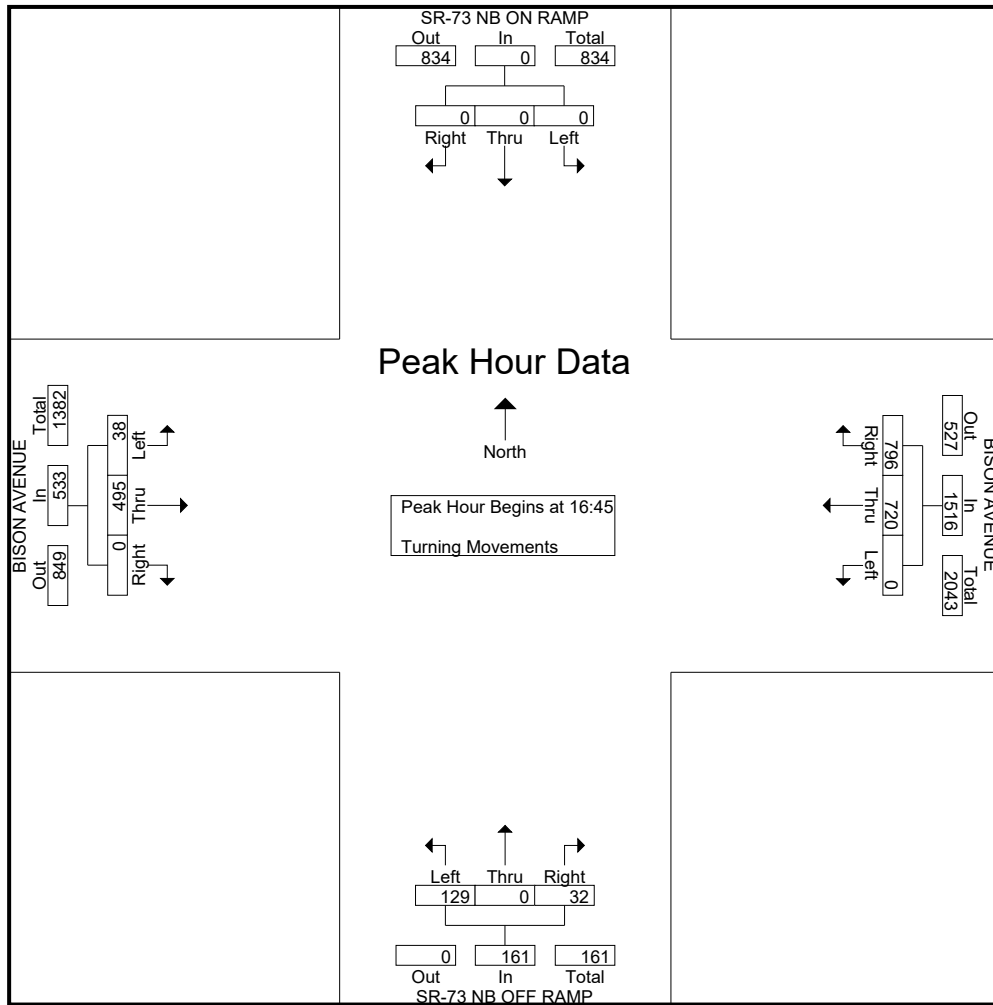 SR-73 NB ON RAMP
Out In Total
834 0 834
0 0 0
Right Thru Left
Peak Hour Data
North
Peak Hour Begins at 16:45
Turning Movements
BISON AVENUE
Total In Out
1382 533 849
38 495 0
Left Thru Right
Right Thru Left
796 720 0
Out In Total
527 1516 2043
BISON AVENUE
Left Thru Right
129 0 32
0 161 161
Out In Total
SR-73 NB OFF RAMP